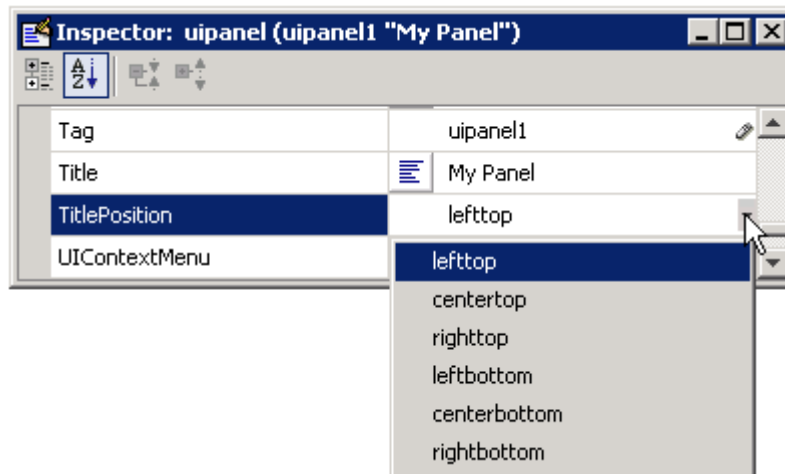 Inspector: uipanel (uipanel1 "My Panel")
A
Z
Tag uipanel1
Title My Panel
TitlePosition lefttop
UIContextMenu
lefttop
centertop
righttop
leftbottom
centerbottom
rightbottom